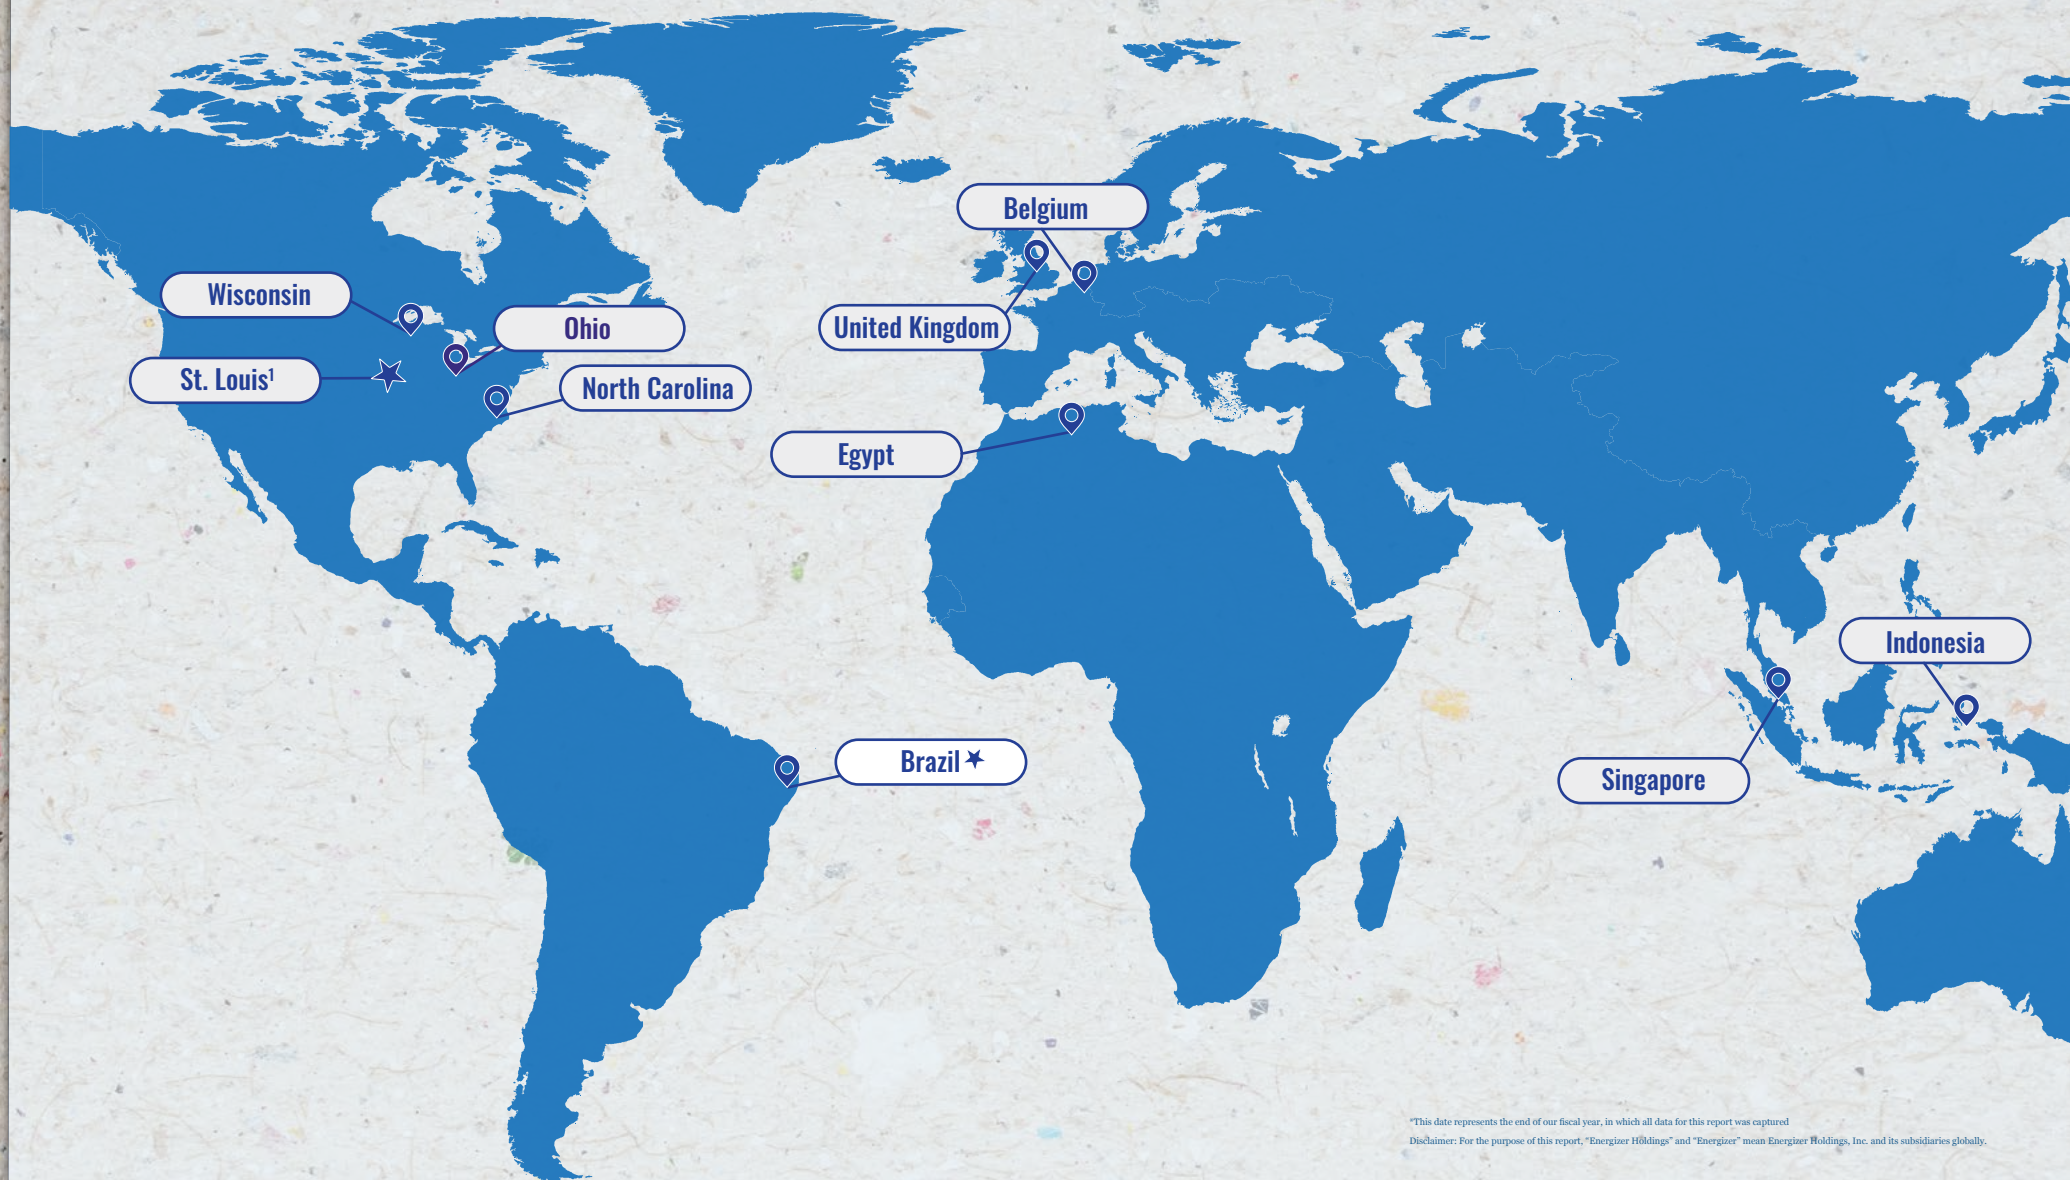 Belgium
Wisconsin
Ohio
United Kingdom
St. Louis¹
North Carolina
Egypt
Indonesia
Brazil★
Singapore
*This date represents the end of our fiscal year, in which all data for this report was captured
Disclaimer: For the purpose of this report, "Energizer Holdings" and "Energizer" mean Energizer Holdings, Inc. and its subsidiaries globally.